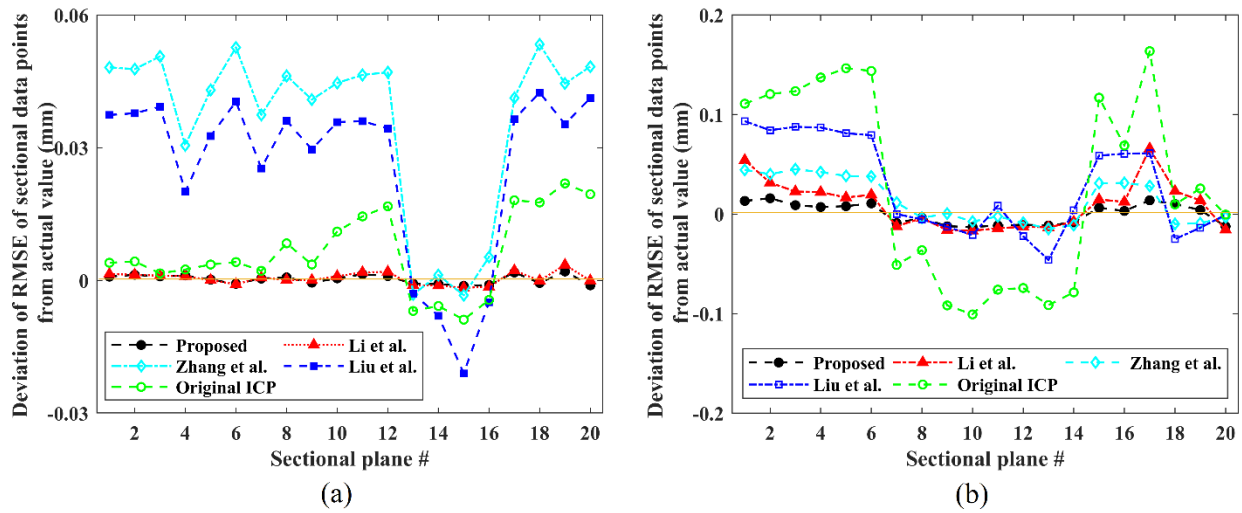 Deviation of RMSE of sectional data points
from actual value (mm)
0.06
0.03
0
-0.03
Proposed
Li et al.
Zhang et al.
Liu et al.
Original ICP
2 4 6 8 10 12 14 16 18 20
Sectional plane #
(a)
Deviation of RMSE of sectional data points
from actual value (mm)
0.2
0.1
0
-0.1
-0.2
Proposed
Li et al.
Zhang et al.
Liu et al.
Original ICP
2 4 6 8 10 12 14 16 18 20
Sectional plane #
(b)